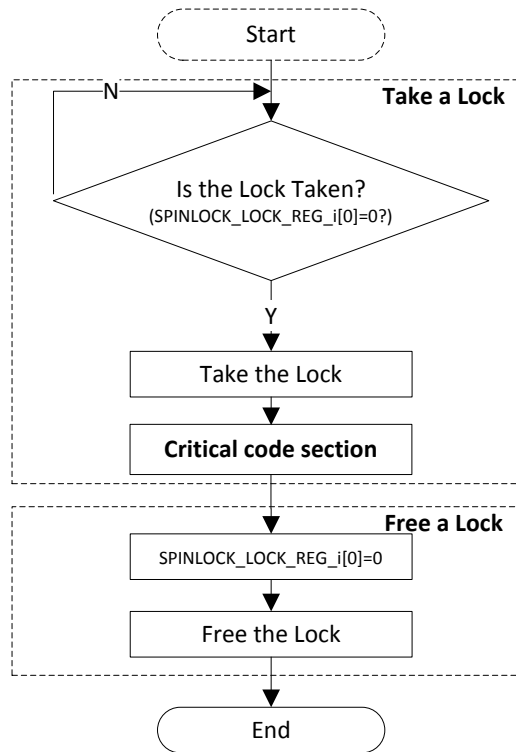 Start
N
Take a Lock
Is the Lock Taken?
(SPINLOCK_LOCK_REG_i[0]=0?)
Y
Take the Lock
Critical code section
Free a Lock
SPINLOCK_LOCK_REG_i[0]=0
Free the Lock
End